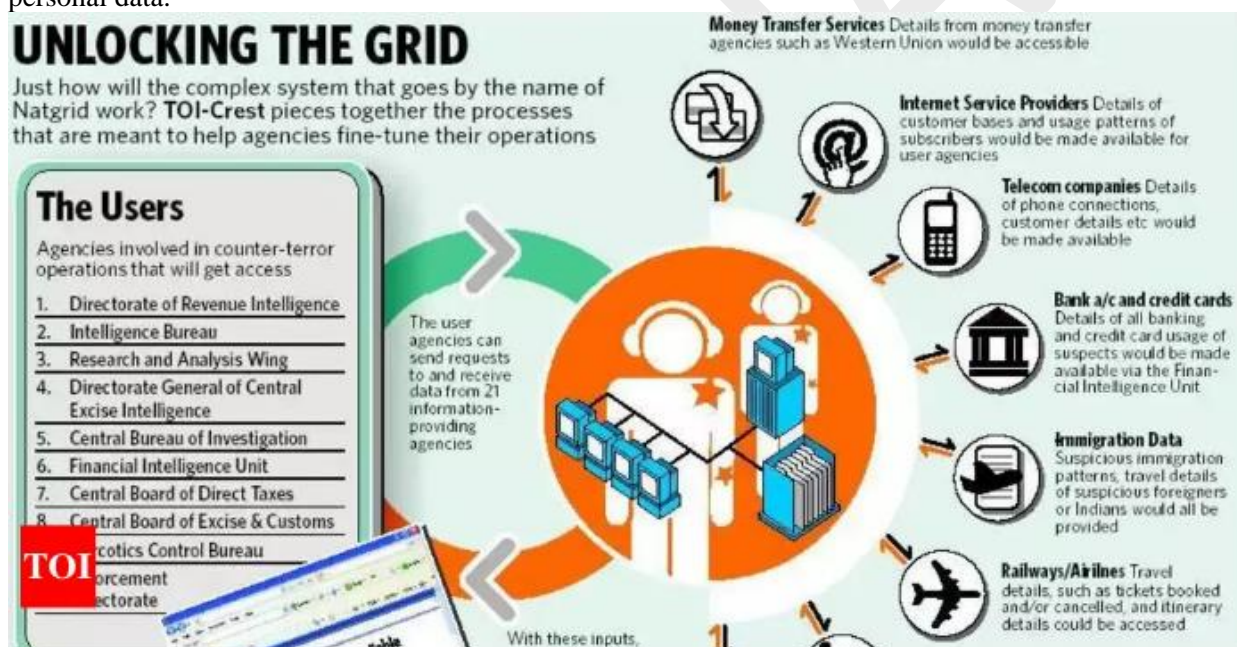 personal data.
UNLOCKING THE GRID
Just how will the complex system that goes by the name of
Natgrid work? TOI-Crest pieces together the processes
that are meant to help agencies fine-tune their operations
The Users
Agencies involved in counter-terror
operations that will get access
1. Directorate of Revenue Intelligence
2. Intelligence Bureau
3. Research and Analysis Wing
4. Directorate General of Central
Excise Intelligence
5. Central Bureau of Investigation
6. Financial Intelligence Unit
7. Central Board of Direct Taxes
8. Central Board of Excise & Customs
rcotics Control Bureau
orcement
ectorate
TOI
The user
agencies can
send requests
to and receive
data from 21
information-
providing
agencies
With these inputs,
Money Transfer Services Details from money transfer
agencies such as Western Union would be accessible
Internet Service Providers Details of
customer bases and usage patterns of
subscribers would be made available for
user agencies
Telecom companies Details
of phone connections,
customer details etc would
be made available
Bank a/c and credit cards
Details of all banking
and credit card usage of
suspects would be made
available via the Finan-
cial Intelligence Unit
Immigration Data
Suspicious immigration
patterns, travel details
of suspicious foreigners
or Indians would all be
provided
Railways/Airilnes Travel
details, such as tickets booked
and/or cancelled, and itinerary
details could be accessed